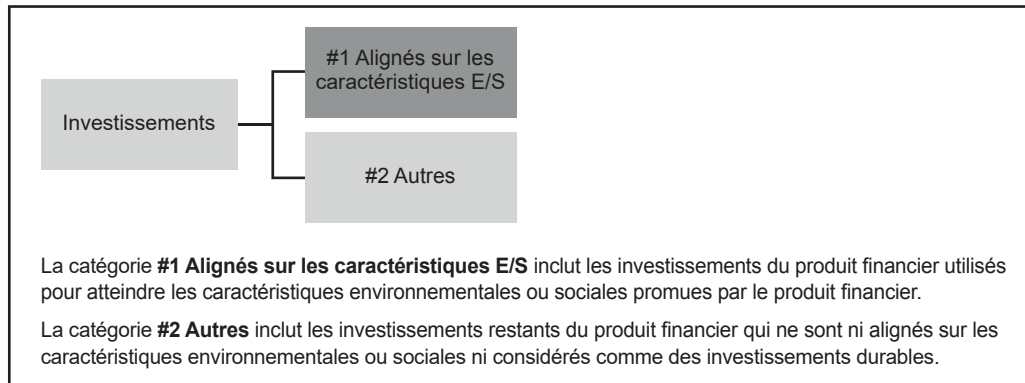 #1 Alignés sur les
caractéristiques E/S
Investissements
#2 Autres
La catégorie #1 Alignés sur les caractéristiques E/S inclut les investissements du produit financier utilisés
pour atteindre les caractéristiques environnementales ou sociales promues par le produit financier.
La catégorie #2 Autres inclut les investissements restants du produit financier qui ne sont ni alignés sur les
caractéristiques environnementales ou sociales ni considérés comme des investissements durables.